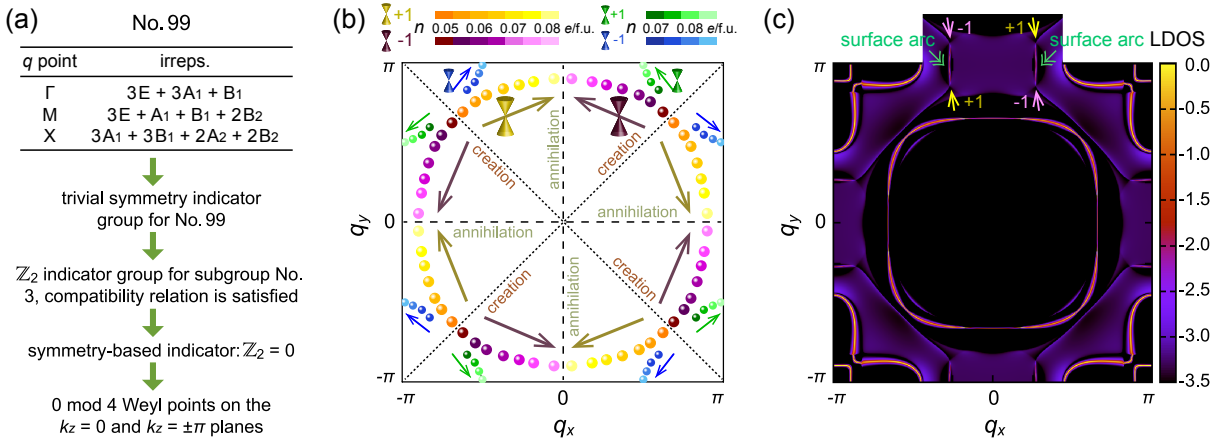 (a)
No. 99
q point irreps.
Γ 3E + 3A1 + B1
M 3E + A1 + B1 + 2B2
X 3A1 + 3B1 + 2A2 + 2B2
trivial symmetry indicator
group for No. 99
ℤ2 indicator group for subgroup No.
3, compatibility relation is satisfied
symmetry-based indicator: ℤ2 = 0
0 mod 4 Weyl points on the
kz = 0 and kz = ±π planes
(b)
+1 n
-1 0.05 0.06 0.07 0.08 e/f.u.
+1 n
-1 0.07 0.08 e/f.u.
π
0
-π
qy
-π 0 π
qx
creation
creation
creation
creation
annihilation
annihilation
annihilation
annihilation
(c)
-1 +1
surface arc surface arc
+1 -1
LDOS
0.0
-0.5
-1.0
-1.5
-2.0
-2.5
-3.0
-3.5
π
0
-π
qy
-π 0 π
qx